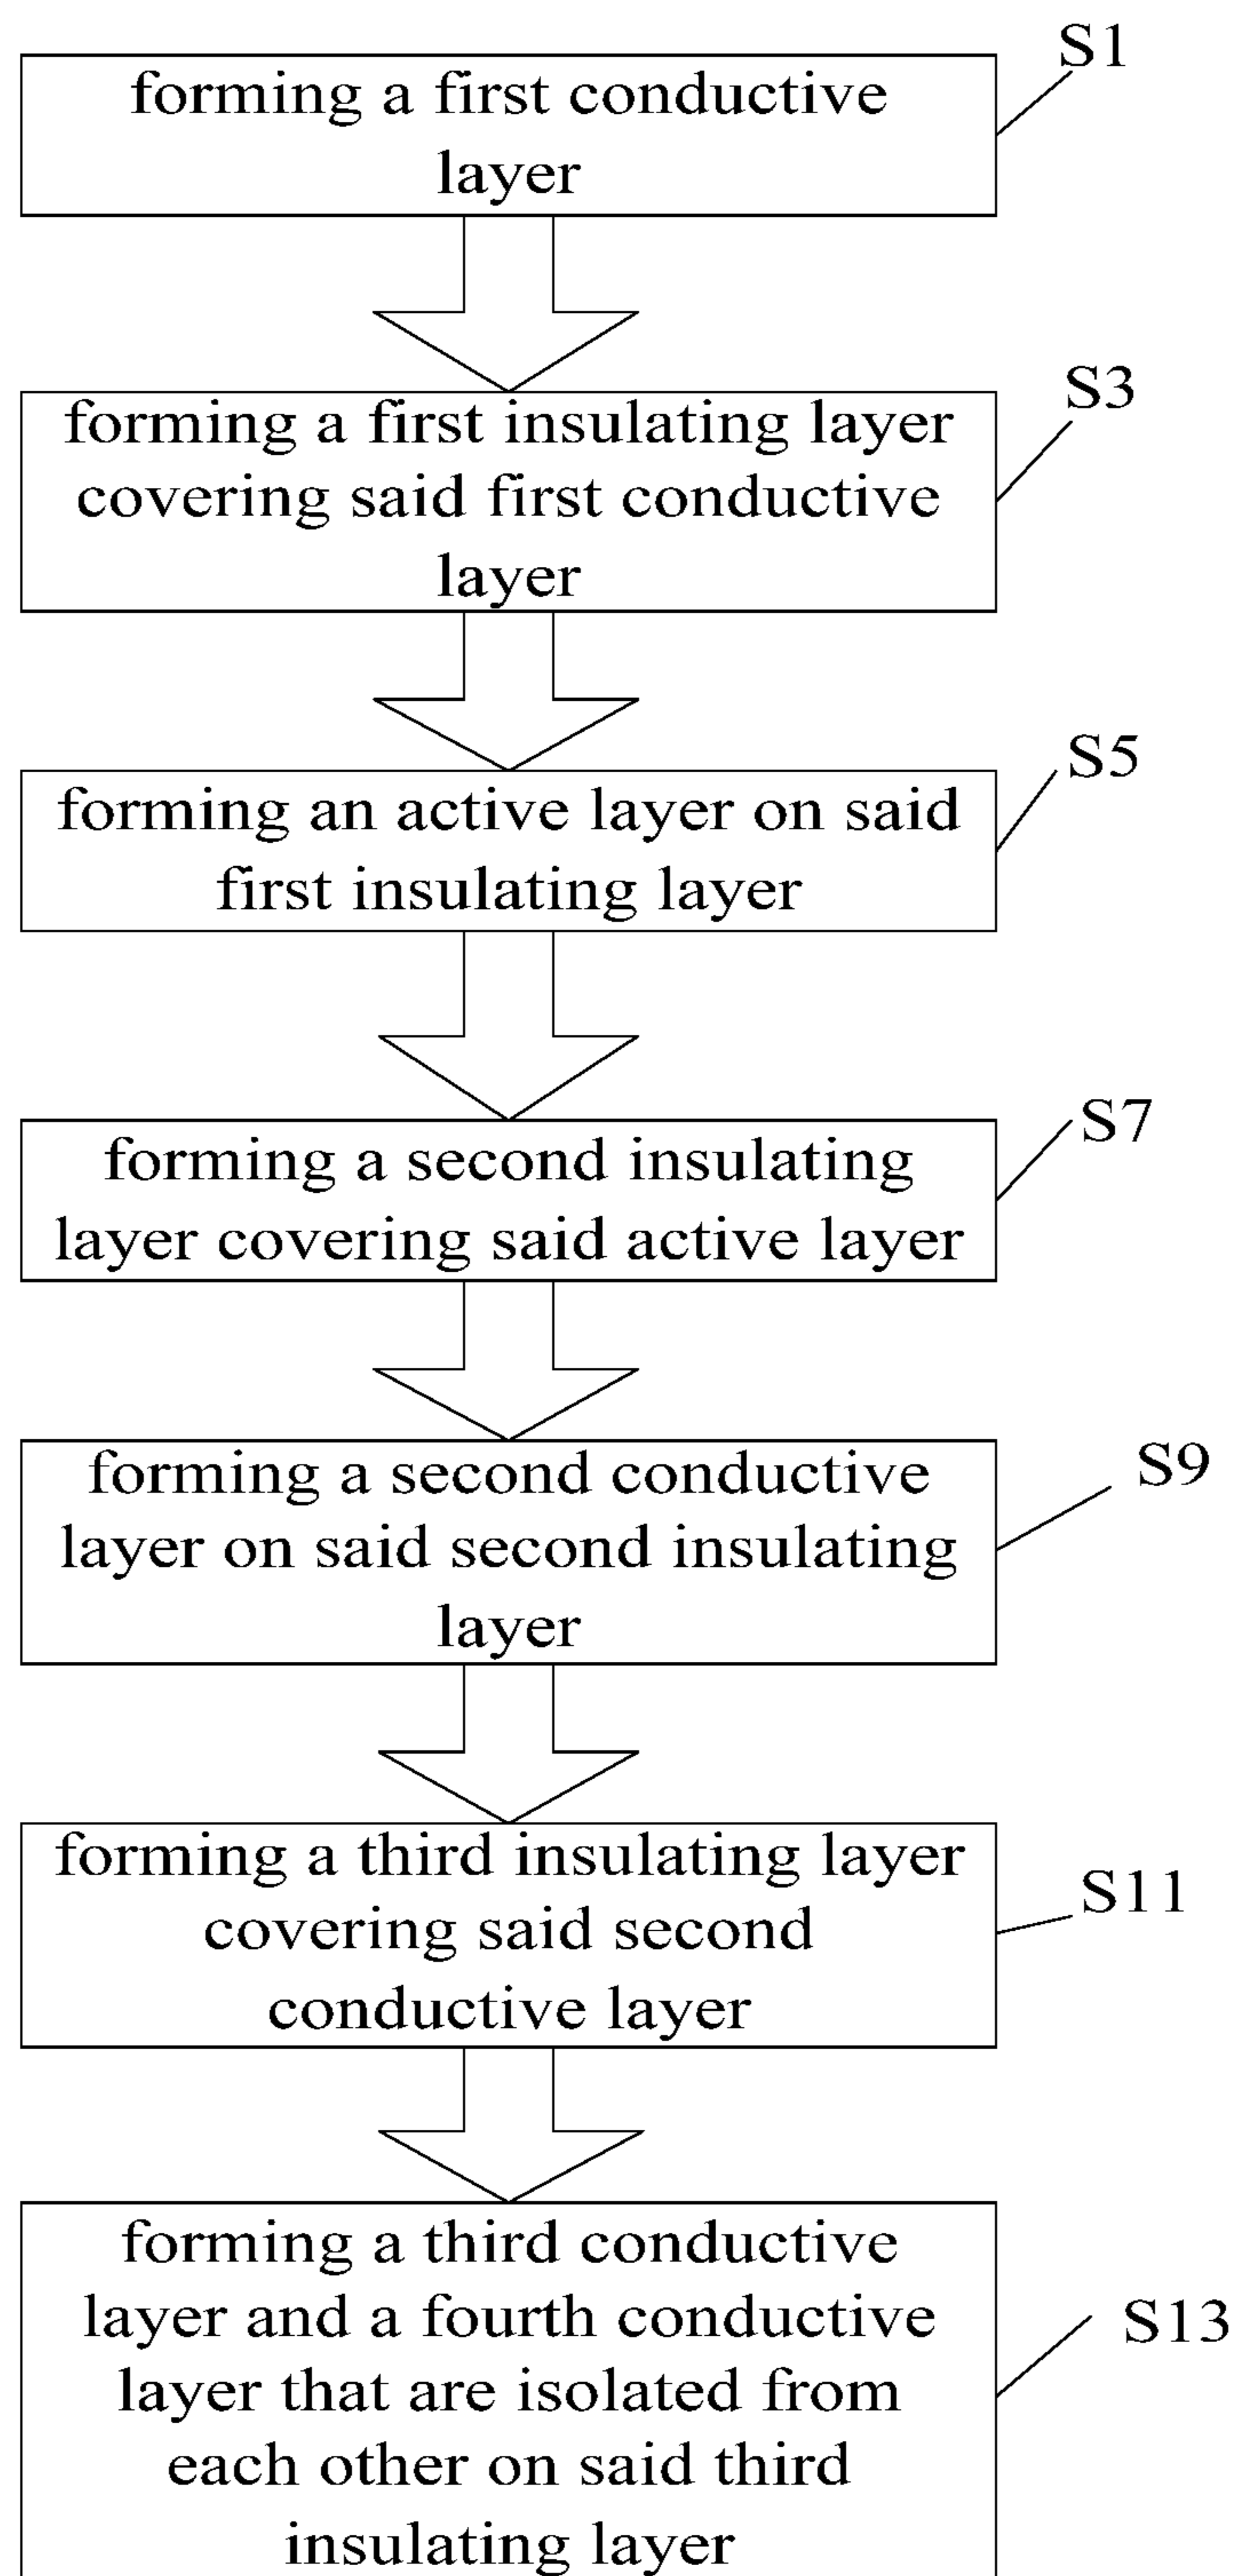 S1
forming a first conductive
layer
S3
forming a first insulating layer
covering said first conductive
layer
S5
forming an active layer on said
first insulating layer
S7
forming a second insulating
layer covering said active layer
S9
forming a second conductive
layer on said second insulating
layer
S11
forming a third insulating layer
covering said second
conductive layer
S13
forming a third conductive
layer and a fourth conductive
layer that are isolated from
each other on said third
insulating layer